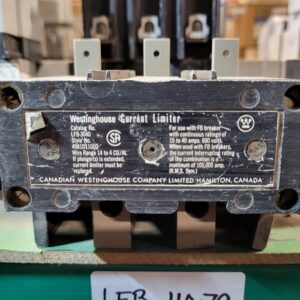 Westinghouse Current Limiter
Catalog No.
LFB-3040
Style No.
Wire Range 14 to 4 CU/AL
If plunger(s) is extended,
current limiter must be
replaced.
For use with FB breaker
with continuous ratings of
15 to 40 amps, 600 volts.
When used with FB breakers,
the current interrupting rating
of the combination is a
maximum of 100,000 amp.
(R.M.S. Sym.)
CANADIAN WESTINGHOUSE COMPANY LIMITED HAMILTON, CANADA